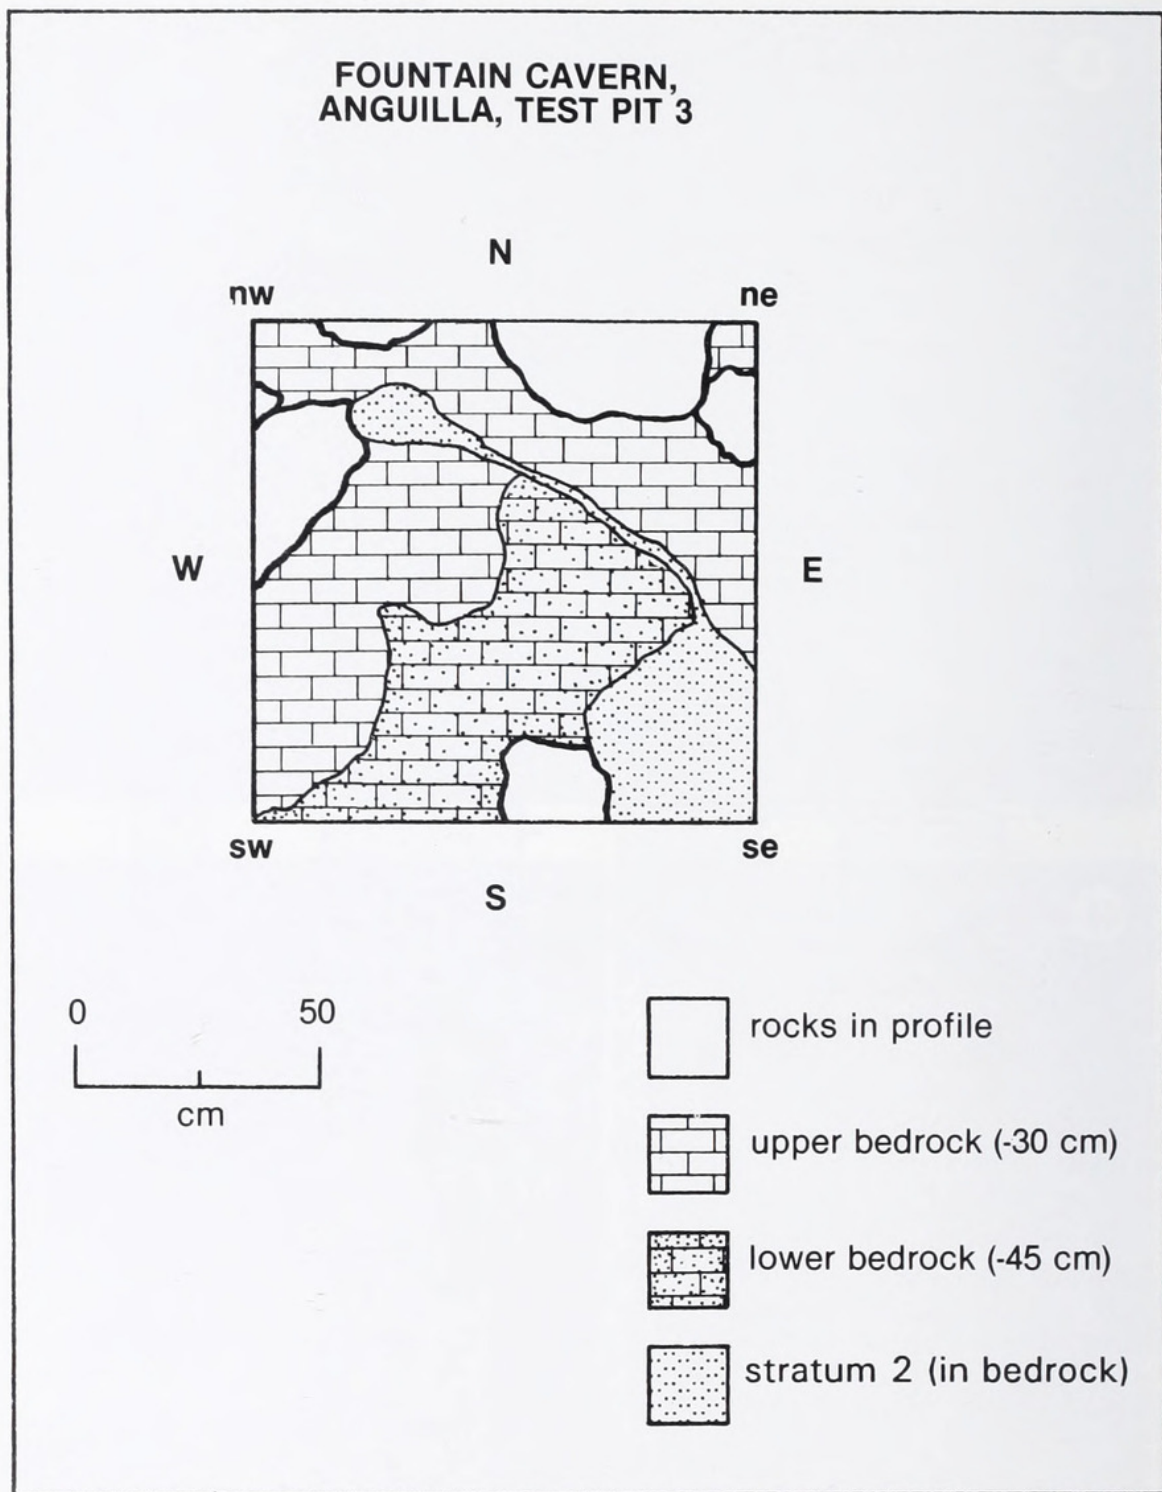 FOUNTAIN CAVERN,
ANGUILLA, TEST PIT 3
N
nw ne
W E
sw se
S
0 50
cm
rocks in profile
upper bedrock (-30 cm)
lower bedrock (-45 cm)
stratum 2 (in bedrock)